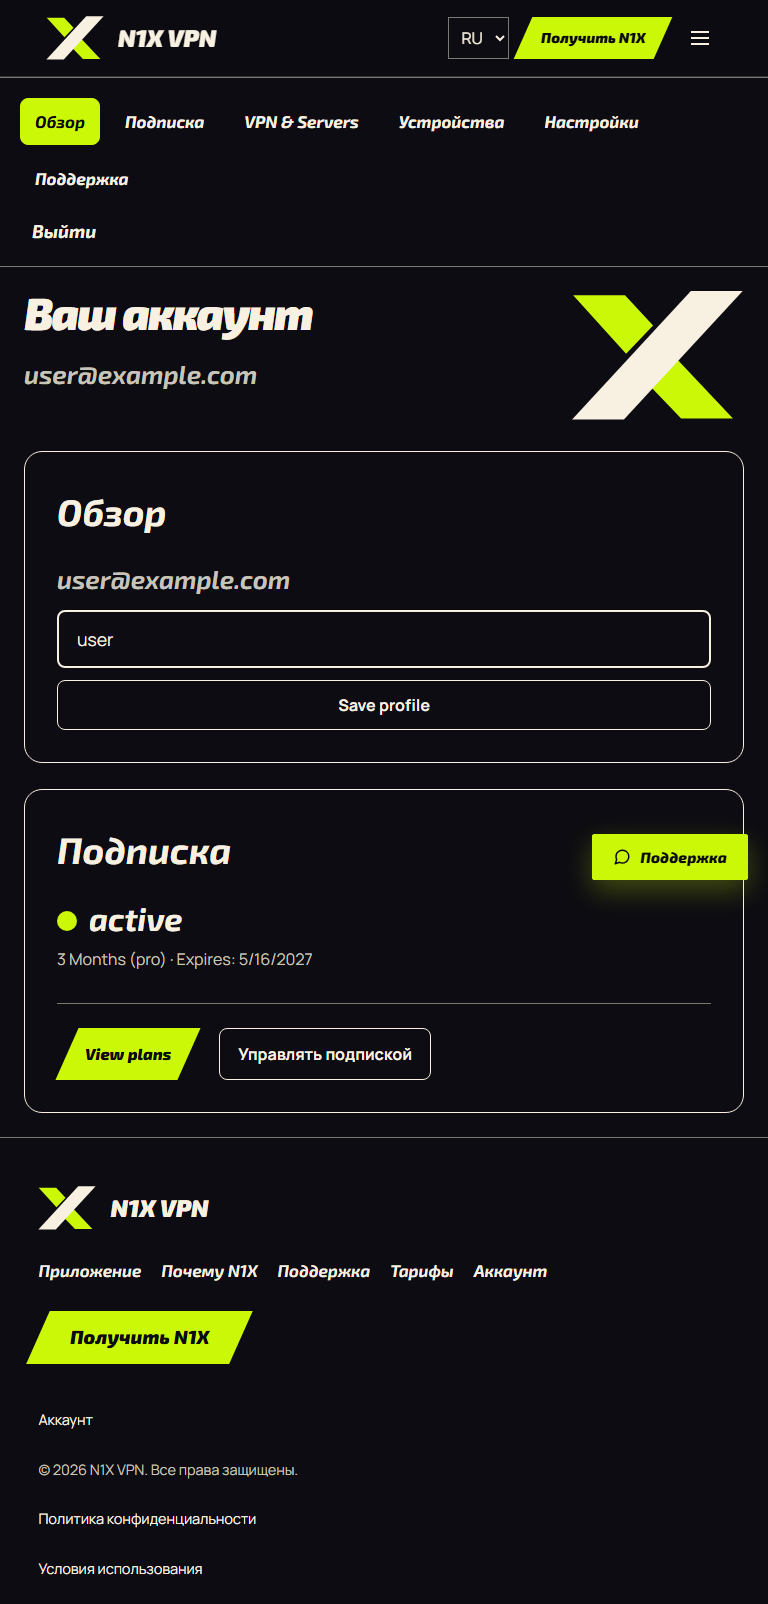 N1X VPN
RU
Получить N1X
Обзор
Подписка
VPN & Servers
Устройства
Настройки
Поддержка
Выйти
Ваш аккаунт
user@example.com
Обзор
user@example.com
user
Save profile
Подписка
Поддержка
active
3 Months (pro) · Expires: 5/16/2027
View plans
Управлять подпиской
N1X VPN
Приложение
Почему N1X
Поддержка
Тарифы
Аккаунт
Получить N1X
Аккаунт
© 2026 N1X VPN. Все права защищены.
Политика конфиденциальности
Условия использования